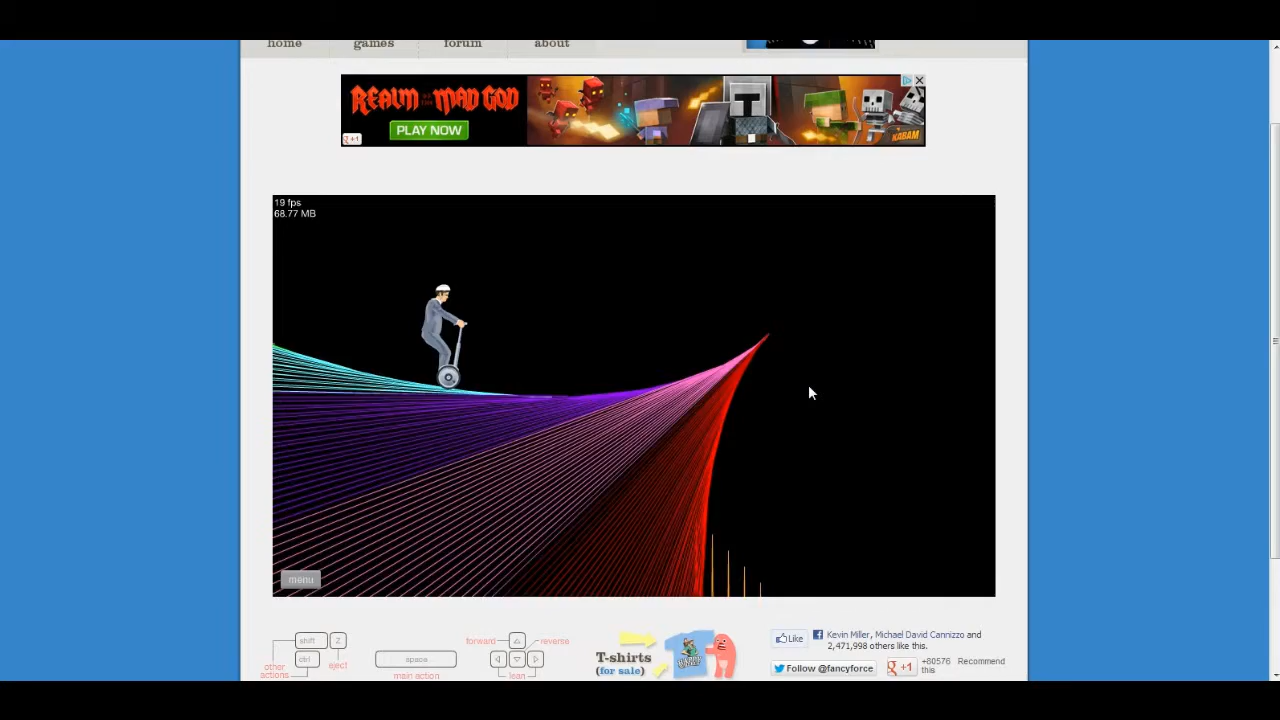 home games forum about
REALM OF THE MAD GOD
PLAY NOW
g +1
KABAM
19 fps
68.77 MB
menu
shift Z
ctrl
other
actions
eject
space
main action
forward
reverse
lean
T-shirts
(for sale)
Like
Kevin Miller, Michael David Cannizzo and
2,471,998 others like this.
Follow @fancyforce
g +1
+80576 Recommend
this